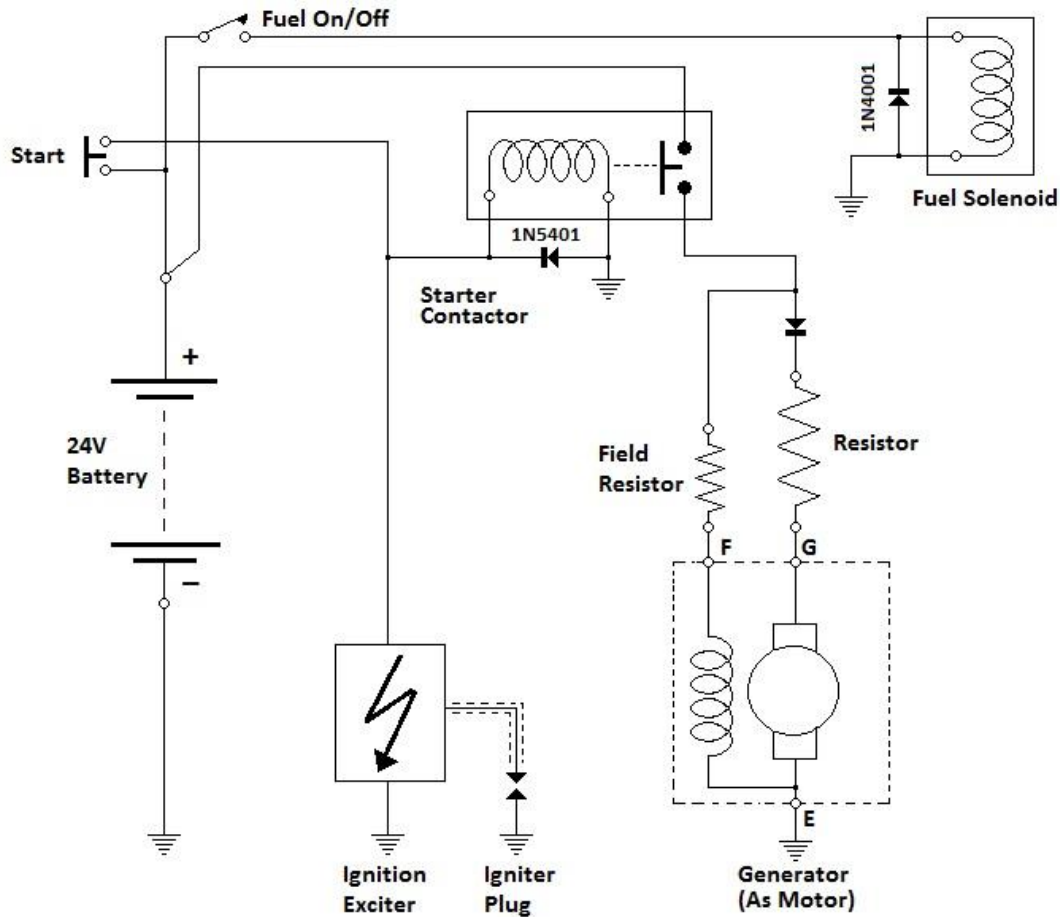 Fuel On/Off
1N4001
Start
Fuel Solenoid
1N5401
Starter
Contactor
+
24V
Battery
Field
Resistor
Resistor
–
F
G
E
Ignition
Exciter
Igniter
Plug
Generator
(As Motor)